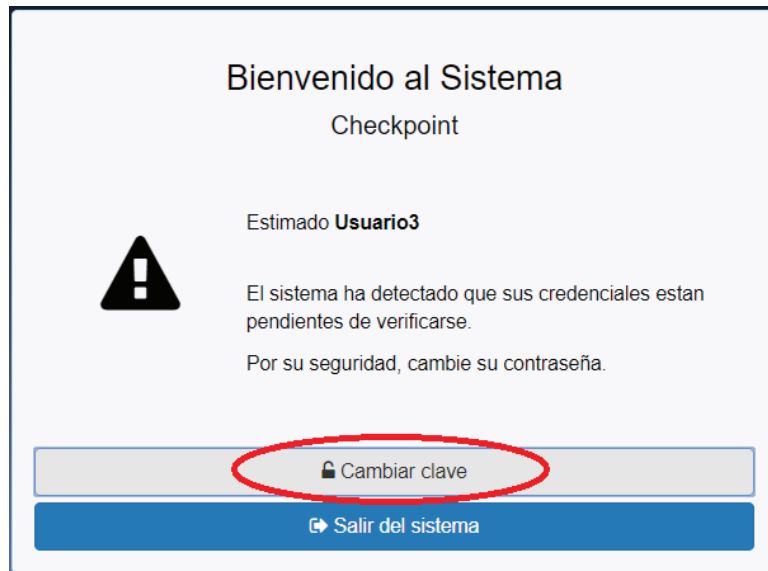 Bienvenido al Sistema
Checkpoint
Estimado Usuario3
El sistema ha detectado que sus credenciales estan
pendientes de verificarse.
Por su seguridad, cambie su contraseña.
Cambiar clave
Salir del sistema